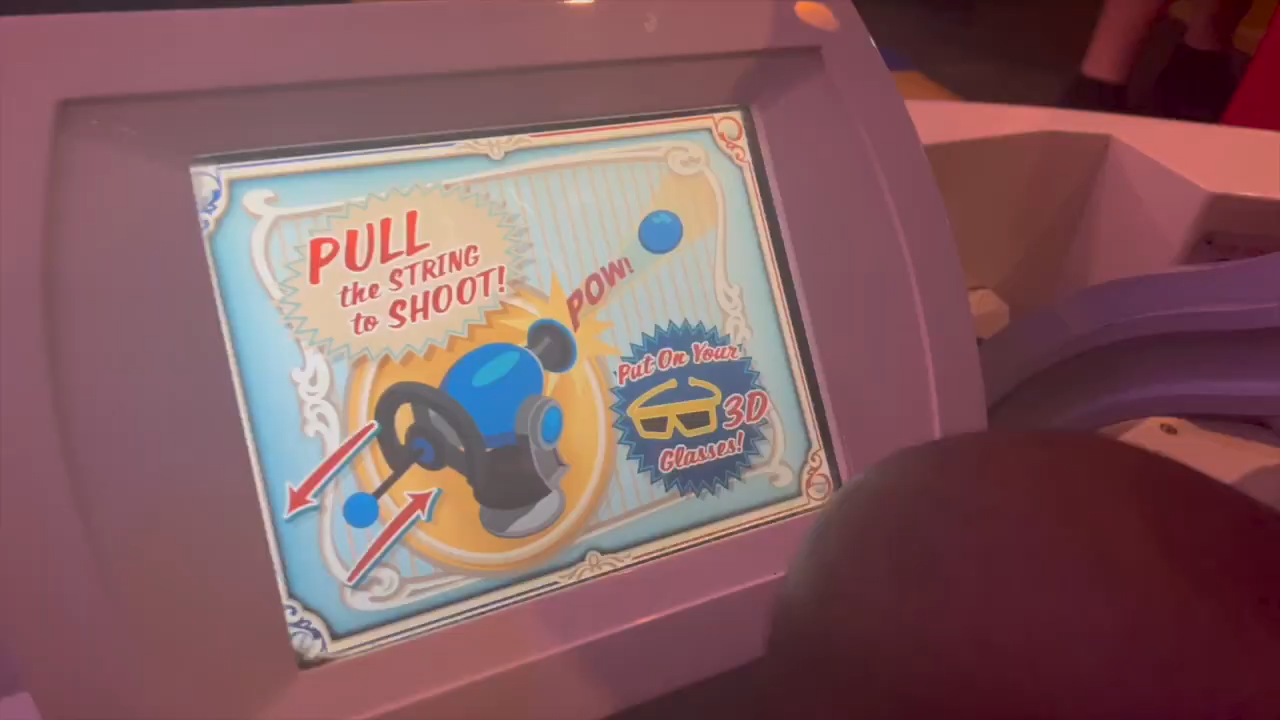 PULL
the STRING
to SHOOT!
POW!
Put On Your
3D
Glasses!